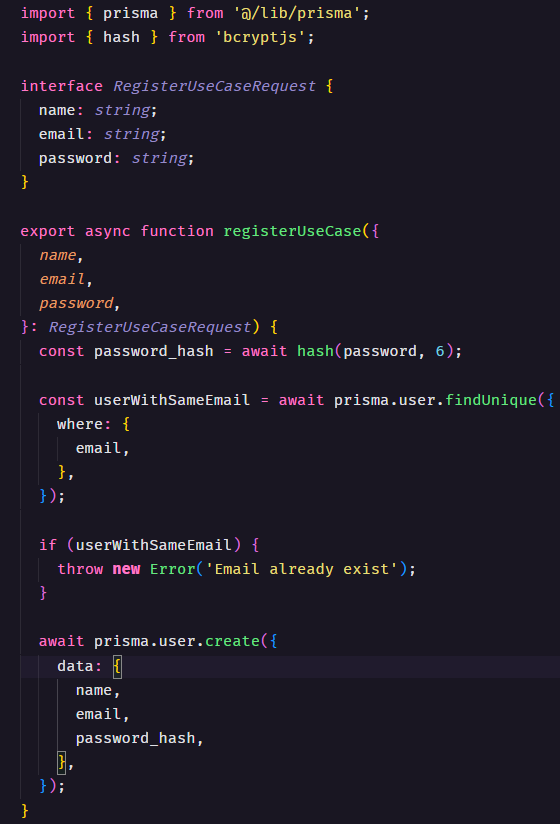 import { prisma } from '@/lib/prisma';
import { hash } from 'bcryptjs';

interface RegisterUseCaseRequest {
  name: string;
  email: string;
  password: string;
}

export async function registerUseCase({
  name,
  email,
  password,
}: RegisterUseCaseRequest) {
  const password_hash = await hash(password, 6);

  const userWithSameEmail = await prisma.user.findUnique({
    where: {
      email,
    },
  });

  if (userWithSameEmail) {
    throw new Error('Email already exist');
  }

  await prisma.user.create({
    data: {
      name,
      email,
      password_hash,
    },
  });
}